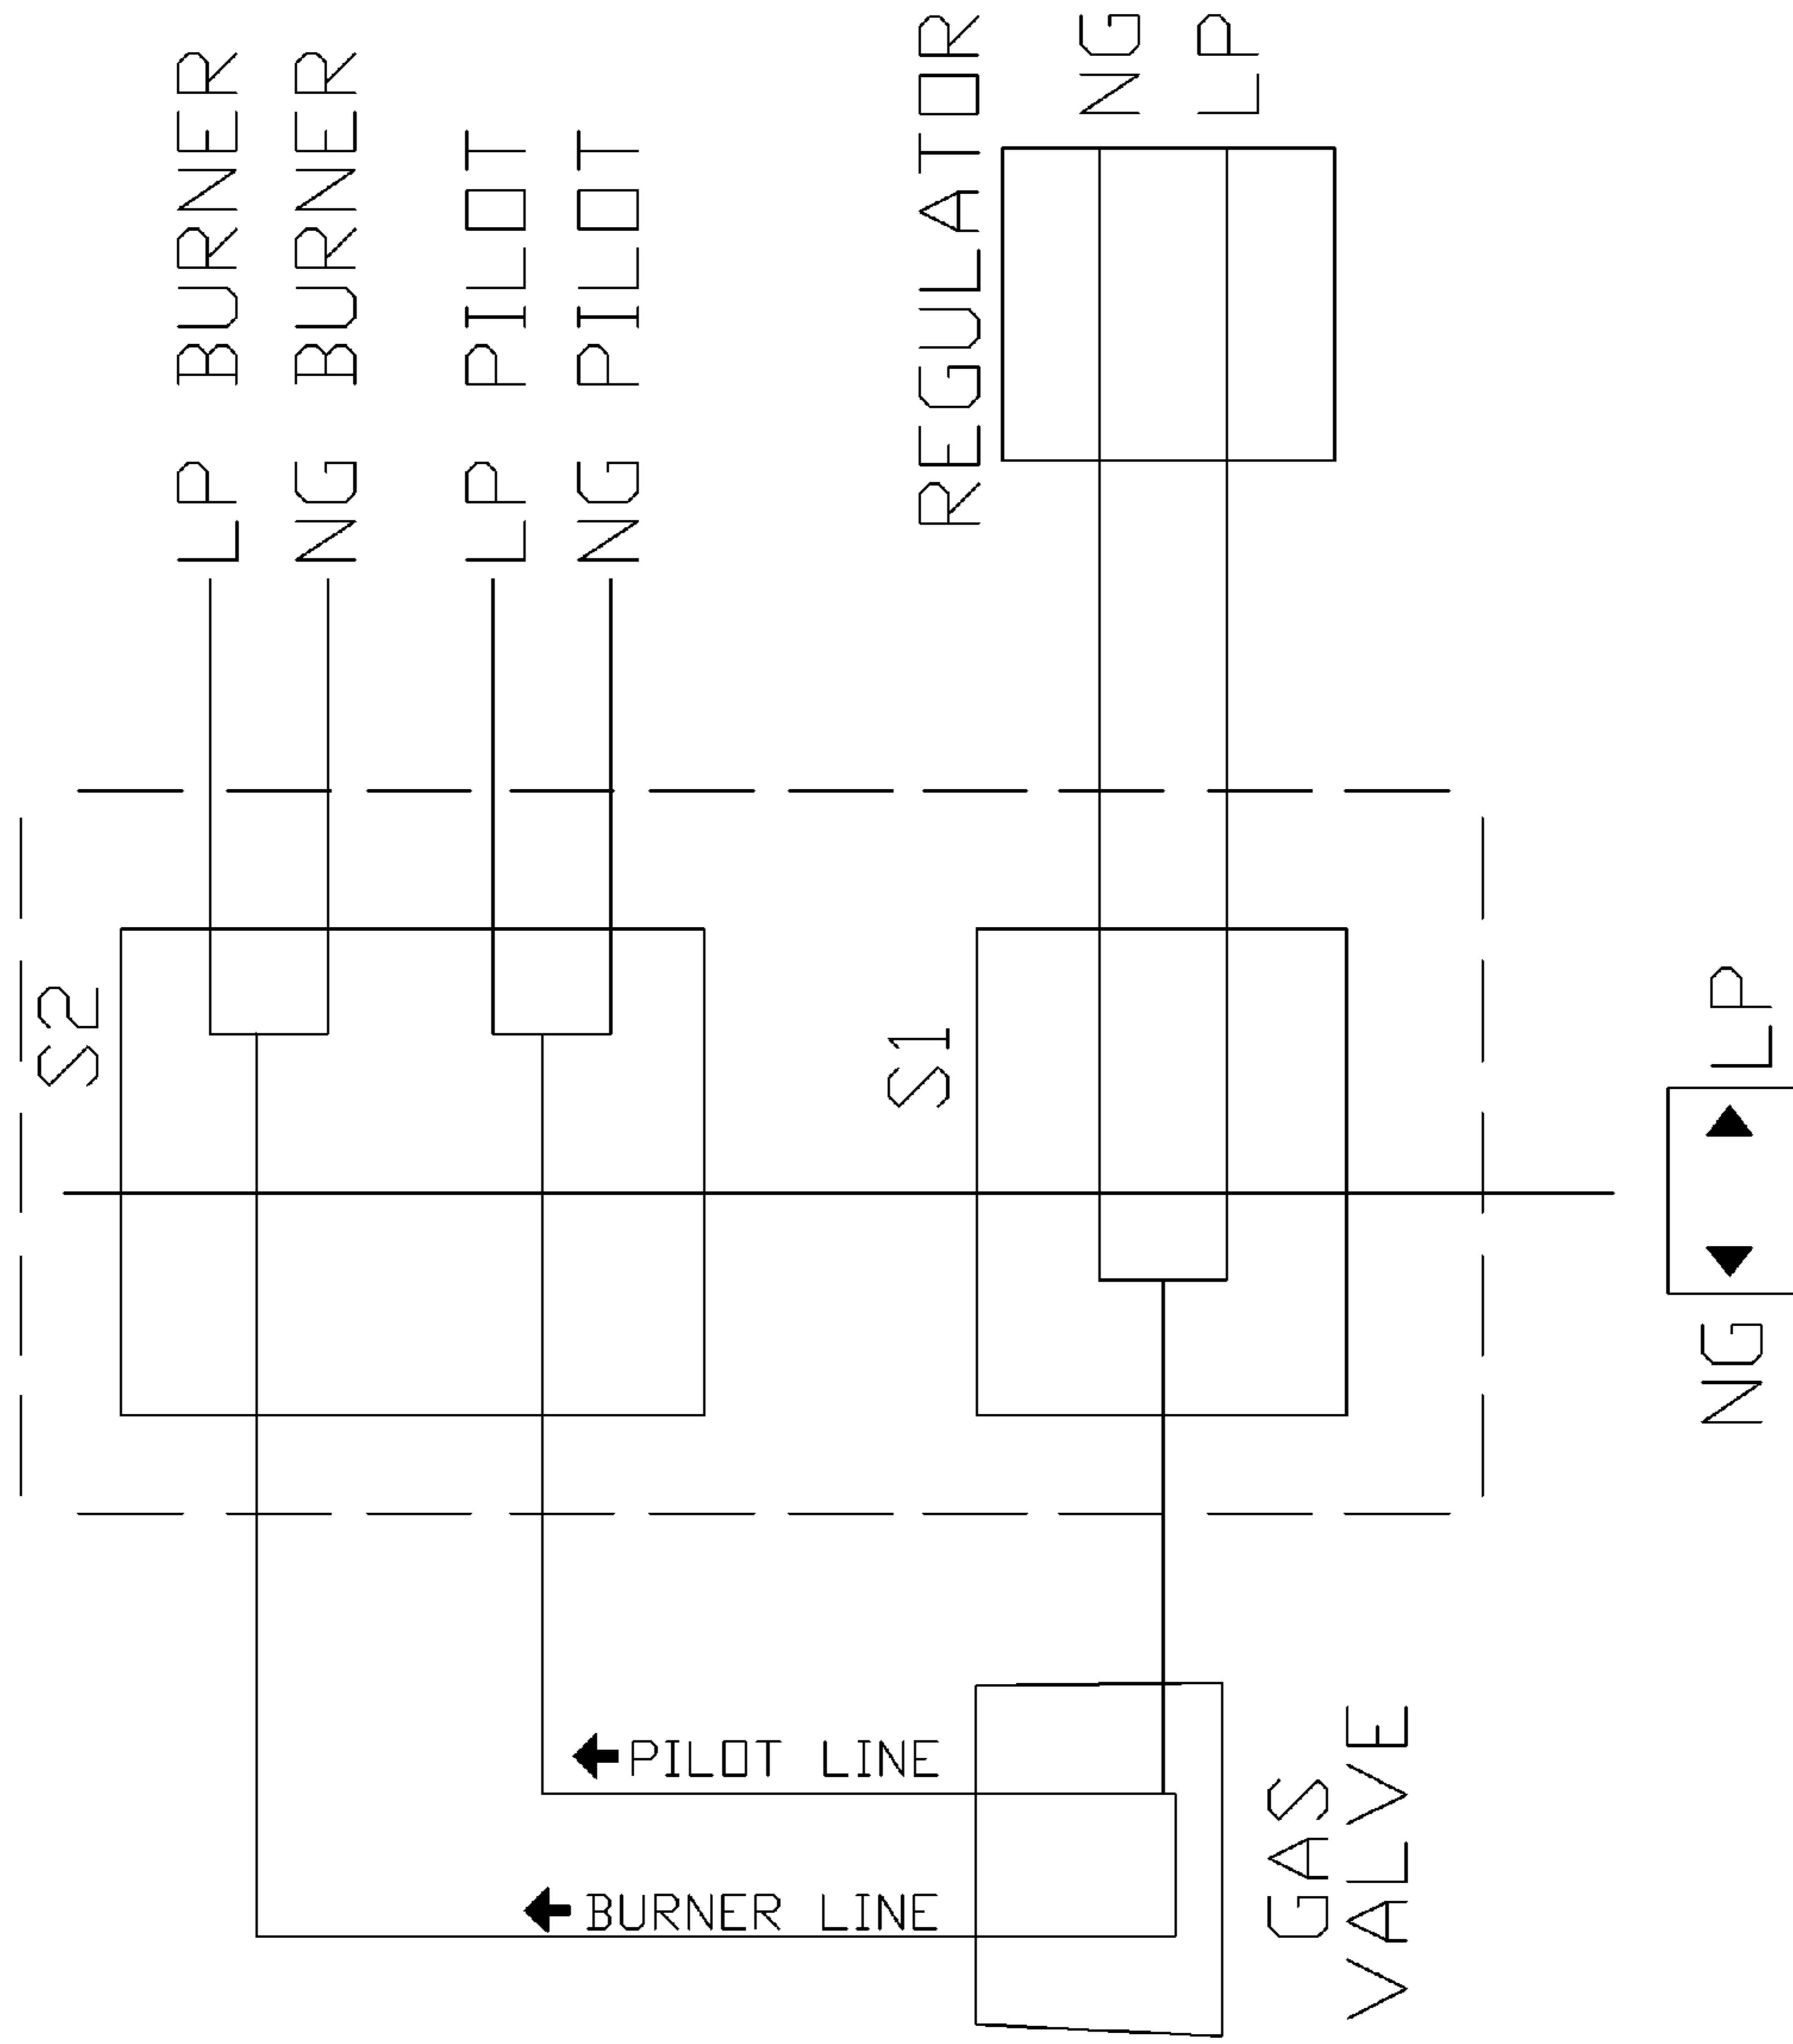 LP BURNER
NG BURNER
LP PILOT
NG PILOT
REGULATOR
NG
LP
S2
S1
PILOT LINE
BURNER LINE
GAS
VALVE
NG
LP